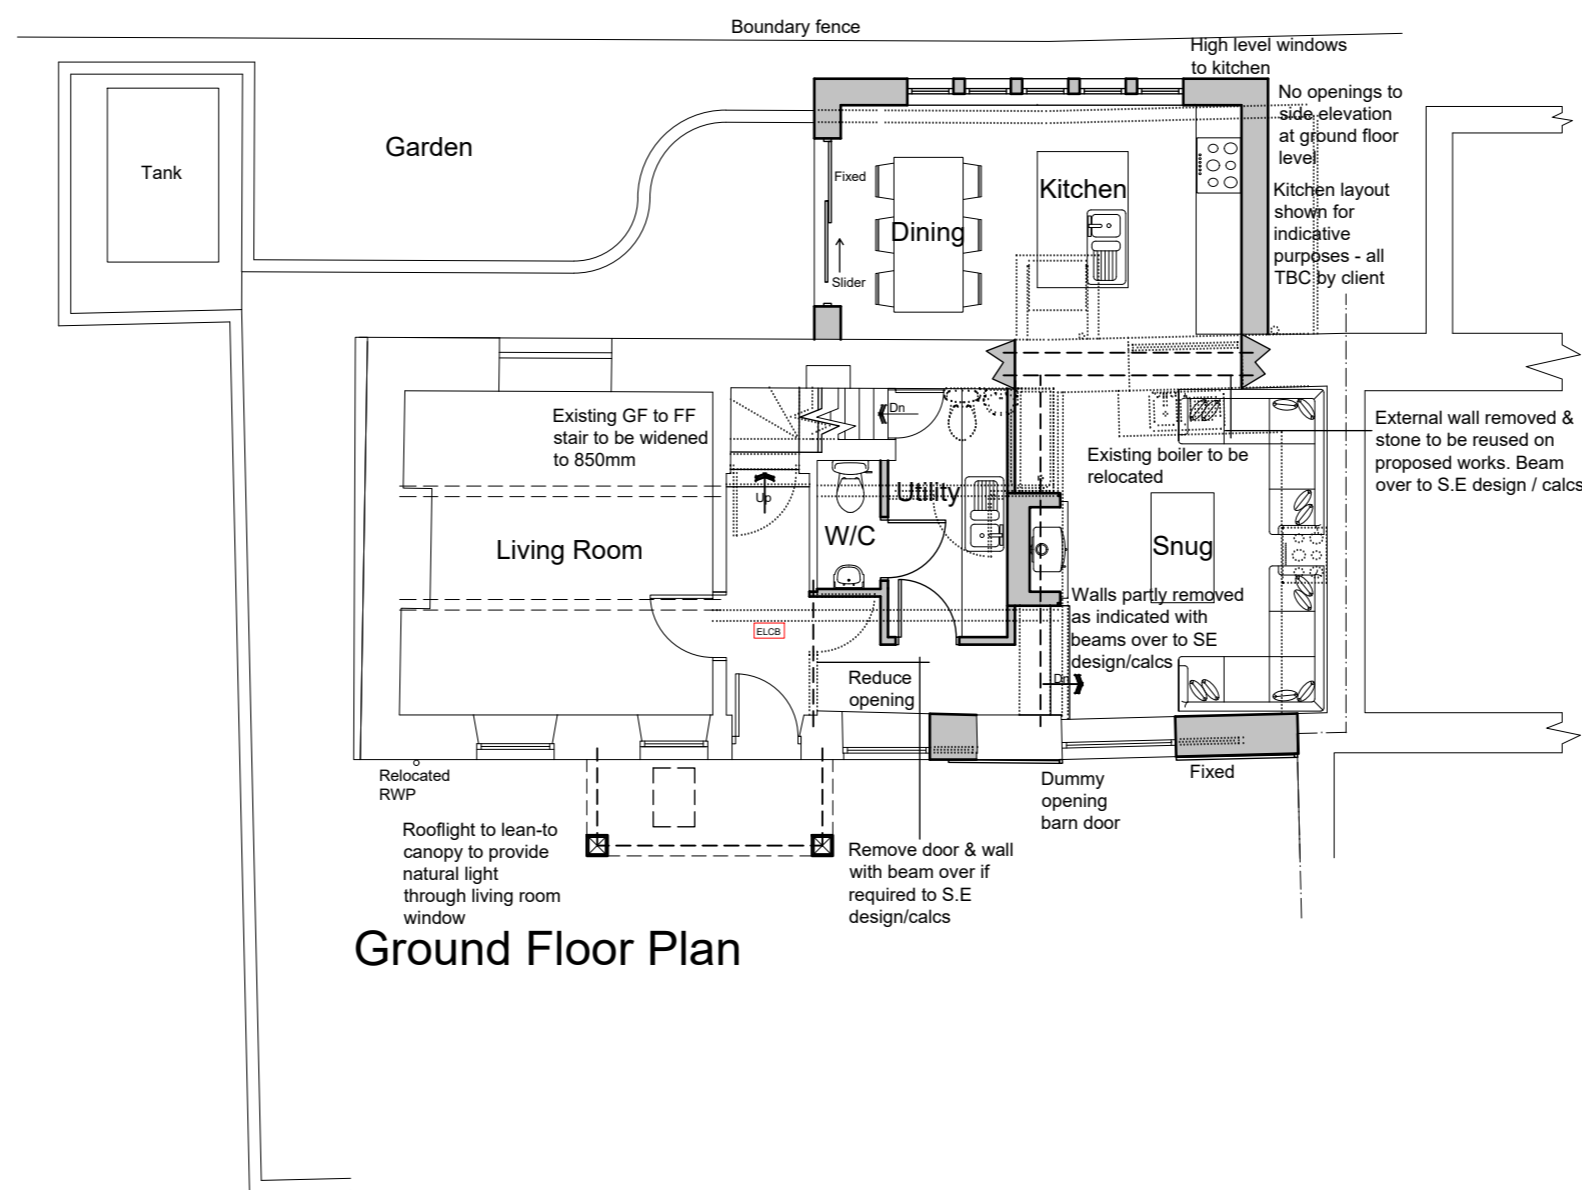 Boundary fence
High level windows
to kitchen
No openings to
side elevation
at ground floor
level
Garden
Tank
Fixed
Kitchen
Kitchen layout
shown for
indicative
purposes - all
TBC by client
Dining
Slider
Dn
Existing GF to FF
stair to be widened
to 850mm
External wall removed &
stone to be reused on
proposed works. Beam
over to S.E design / calcs
Existing boiler to be
relocated
Up
Utility
W/C
Living Room
Snug
Walls partly removed
as indicated with
beams over to SE
design/calcs
ELCB
Reduce
opening
Dn
Relocated
RWP
Fixed
Dummy
opening
barn door
Rooflight to lean-to
canopy to provide
natural light
through living room
window
Remove door & wall
with beam over if
required to S.E
design/calcs
Ground Floor Plan